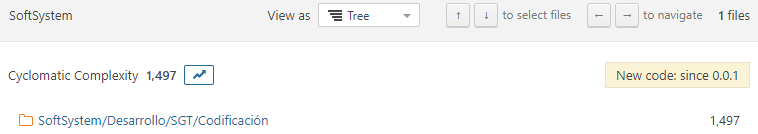 SoftSystem View as Tree ↑ ↓ to select files ← → to navigate 1 files
Cyclomatic Complexity 1,497 New code: since 0.0.1
SoftSystem/Desarrollo/SGT/Codificación 1,497